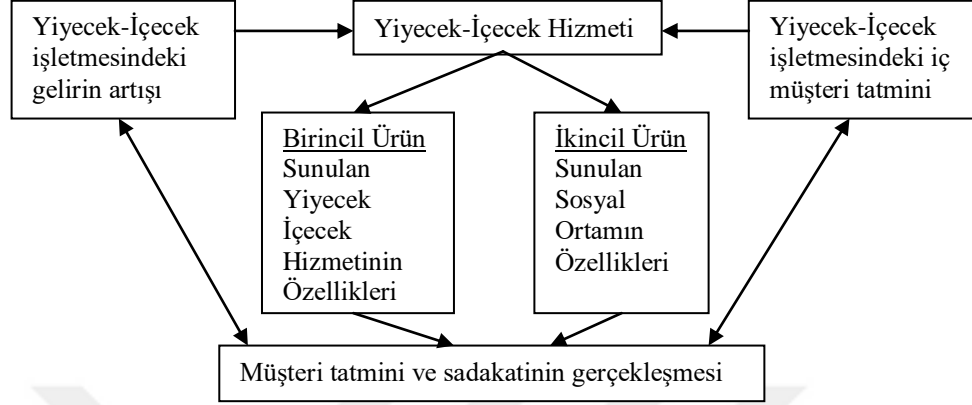 Yiyecek-İçecek
işletmesindeki
gelirin artışı
Yiyecek-İçecek Hizmeti
Yiyecek-İçecek
işletmesindeki iç
müşteri tatmini
Birincil Ürün
Sunulan
Yiyecek
İçecek
Hizmetinin
Özellikleri
İkincil Ürün
Sunulan
Sosyal
Ortamın
Özellikleri
Müşteri tatmini ve sadakatinin gerçekleşmesi